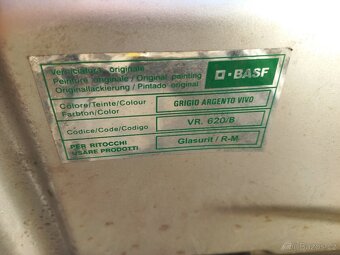 Verniciatura originale
Peinture originale / Original painting
Originallackierung / Pintado original
BASF
Colore/Teinte/Colour
Farbton/Color
GRIGIO ARGENTO VIVO
Codice/Code/Codigo
VR. 620/B
PER RITOCCHI
USARE PRODOTTI
Glasurit / R-M